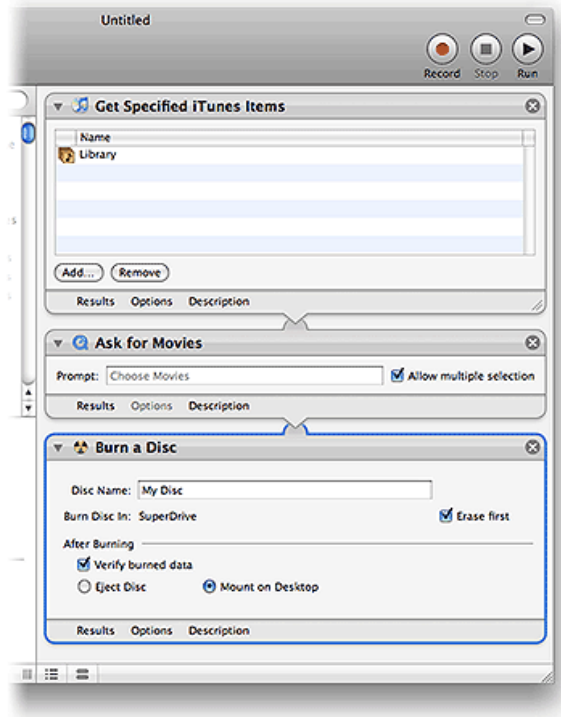 Untitled
Record Stop Run
Get Specified iTunes Items
Name
Library
Add... Remove
Results Options Description
Ask for Movies
Prompt: Choose Movies Allow multiple selection
Results Options Description
Burn a Disc
Disc Name: My Disc
Burn Disc In: SuperDrive Erase first
After Burning
Verify burned data
Eject Disc Mount on Desktop
Results Options Description